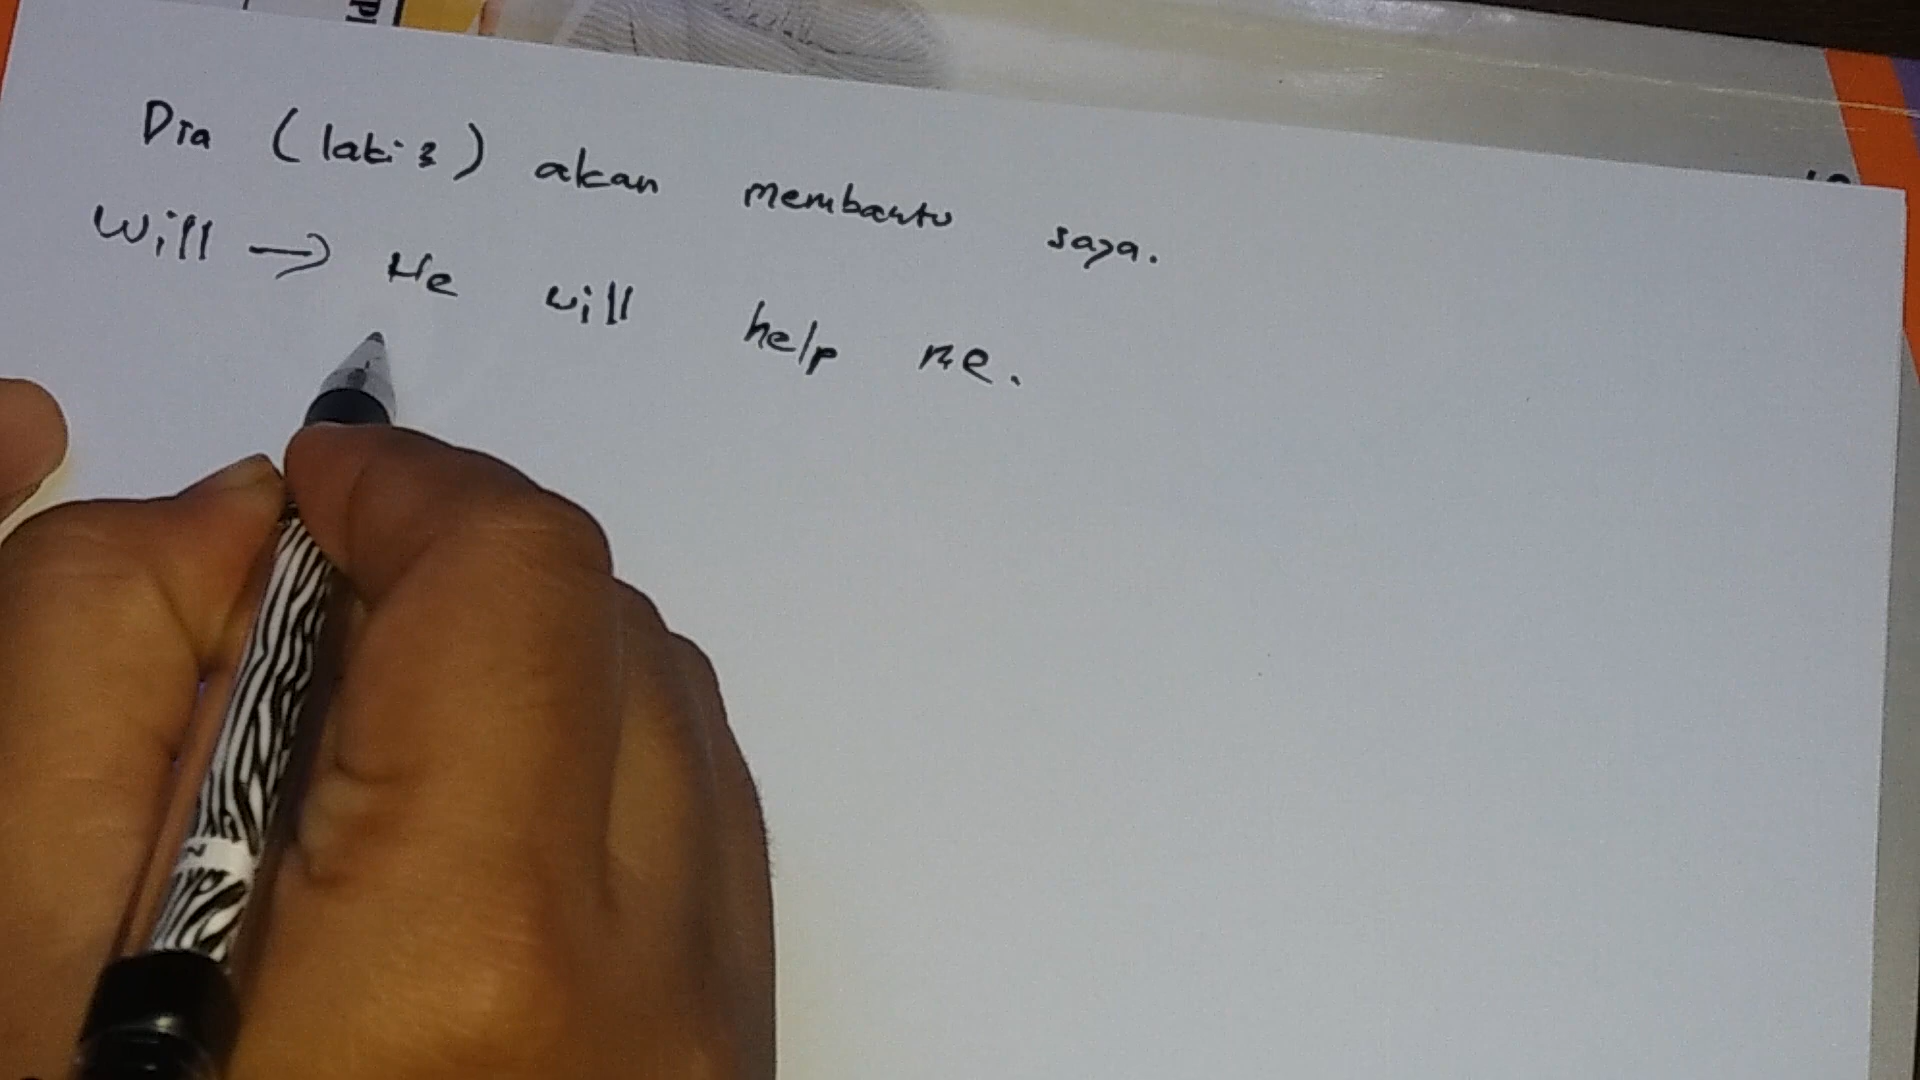 Dia (laki2) akan membantu saya.
Will → He will help me.